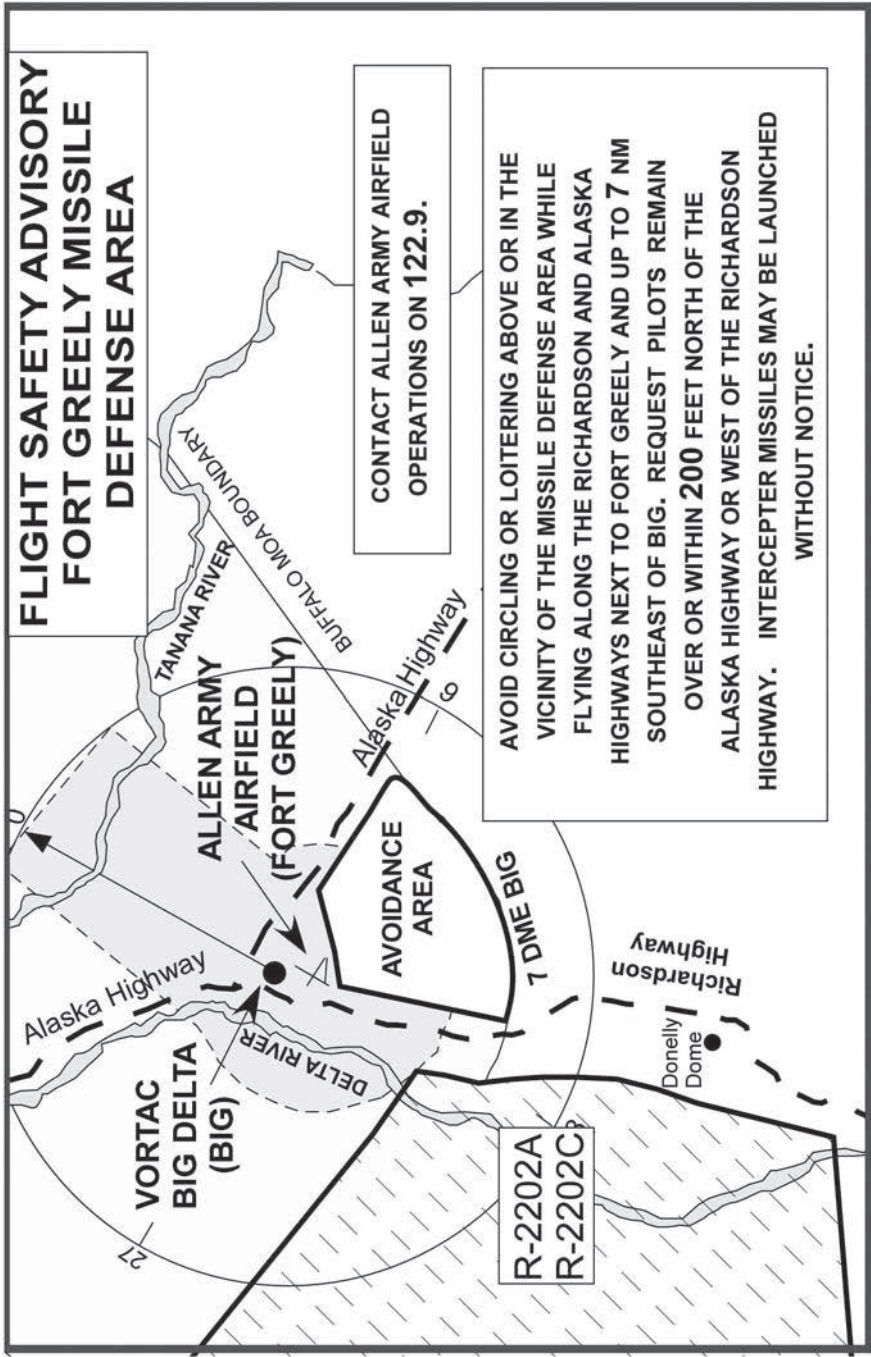 FLIGHT SAFETY ADVISORY
FORT GREELY MISSILE
DEFENSE AREA
0
TANANA RIVER
BUFFALO MOA BOUNDARY
Alaska Highway
ALLEN ARMY
AIRFIELD
(FORT GREELY)
Alaska Highway
DELTA RIVER
VORTAC
BIG DELTA
(BIG)
27
AVOIDANCE
AREA
9
7 DME BIG
R-2202A
R-2202C
Richardson
Highway
Donelly
Dome
CONTACT ALLEN ARMY AIRFIELD
OPERATIONS ON 122.9.
AVOID CIRCLING OR LOITERING ABOVE OR IN THE
VICINITY OF THE MISSILE DEFENSE AREA WHILE
FLYING ALONG THE RICHARDSON AND ALASKA
HIGHWAYS NEXT TO FORT GREELY AND UP TO 7 NM
SOUTHEAST OF BIG. REQUEST PILOTS REMAIN
OVER OR WITHIN 200 FEET NORTH OF THE
ALASKA HIGHWAY OR WEST OF THE RICHARDSON
HIGHWAY. INTERCEPTER MISSILES MAY BE LAUNCHED
WITHOUT NOTICE.